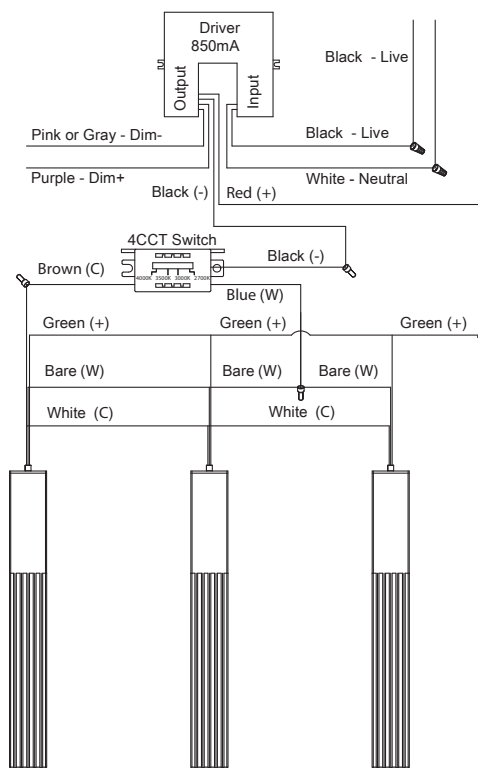 Driver
850mA
Output
Input
Black - Live
Pink or Gray - Dim-
Black - Live
Purple - Dim+
White - Neutral
Black (-)
Red (+)
4CCT Switch
Black (-)
Brown (C)
4000K 3500K 3000K 2700K
Blue (W)
Green (+)
Green (+)
Green (+)
Bare (W)
Bare (W)
Bare (W)
White (C)
White (C)